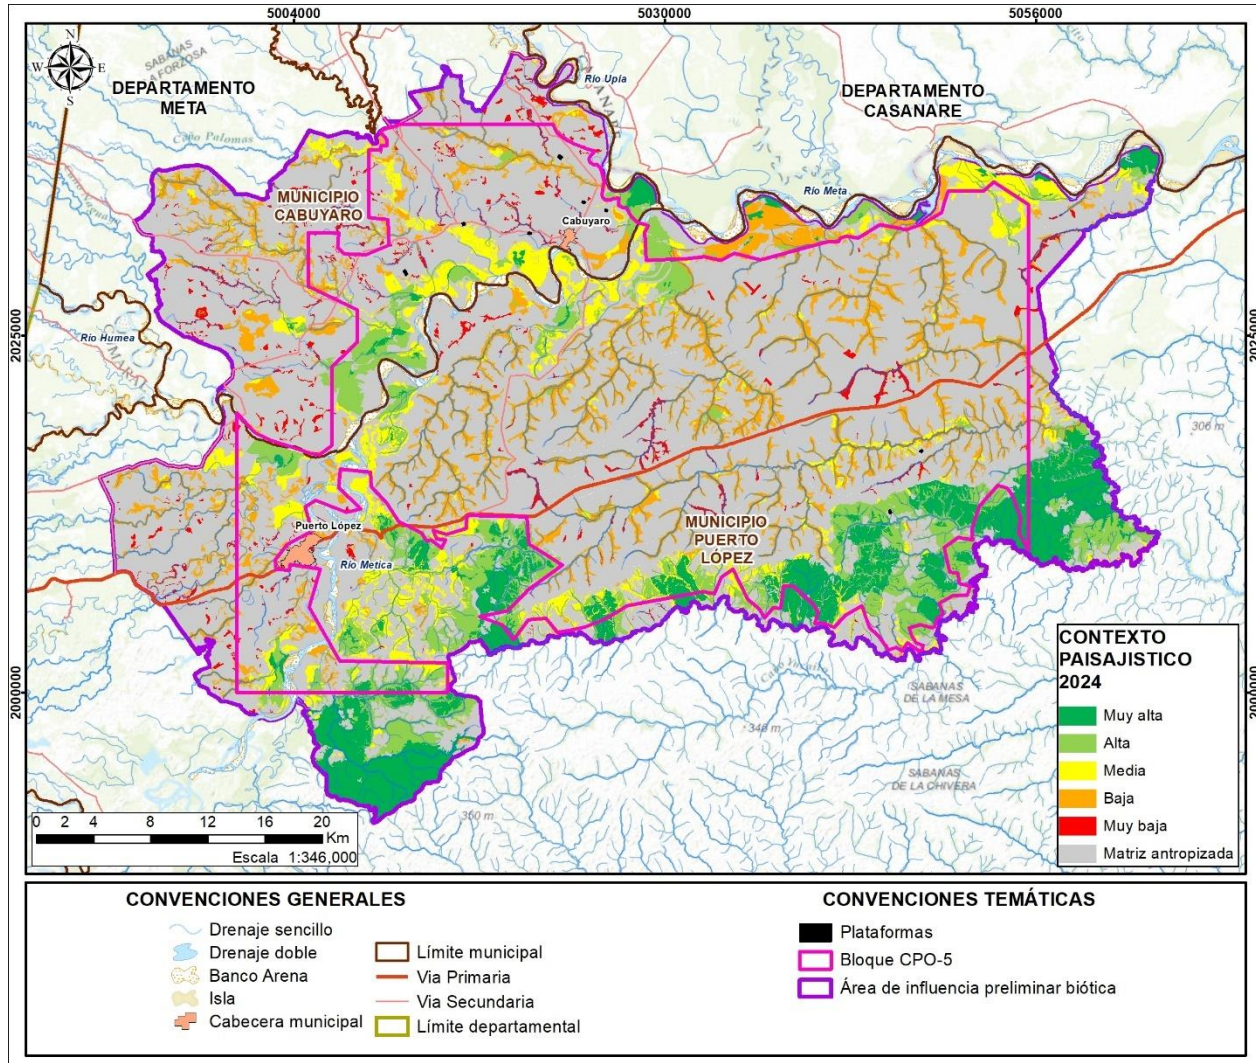 5004000
5030000
5056000
N
W
E
S
SABANAS
DEPARTAMENTO
META
Río Upía
DEPARTAMENTO
CASANARE
Caño Palomas
MUNICIPIO
CABUYARO
Río Meta
Cabuyaro
2025000
2025000
Río Humea
306 m
Puerto López
MUNICIPIO
PUERTO
LÓPEZ
Río Metica
2000000
2000000
SABANAS
DE LA MESA
346 m
SABANAS
DE LA CHIVERA
360 m
CONTEXTO
PAISAJISTICO
2024
Muy alta
Alta
Media
Baja
Muy baja
Matriz antropizada
0 2 4 8 12 16 20
Km
Escala 1:346,000
CONVENCIONES GENERALES
Drenaje sencillo
Drenaje doble
Banco Arena
Isla
Cabecera municipal
Límite municipal
Via Primaria
Via Secundaria
Límite departamental
CONVENCIONES TEMÁTICAS
Plataformas
Bloque CPO-5
Área de influencia preliminar biótica